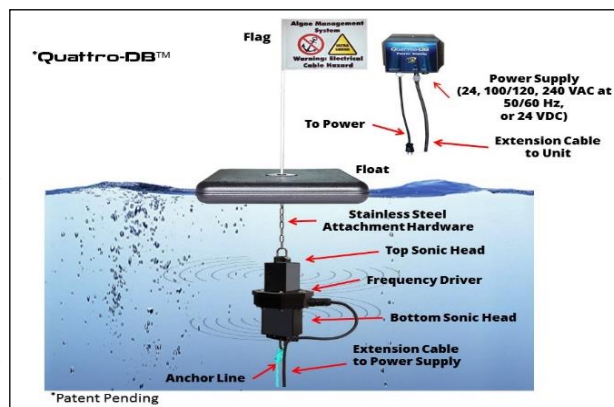 *Quattro-DB™
Flag
Algae Management
System
Warning: Electrical
Cable Hazard
Quattro-DB
Power Supply
(24, 100/120, 240 VAC at
50/60 Hz,
or 24 VDC)
To Power
Extension Cable
to Unit
Float
Stainless Steel
Attachment Hardware
Top Sonic Head
Frequency Driver
Bottom Sonic Head
Extension Cable
to Power Supply
Anchor Line
*Patent Pending